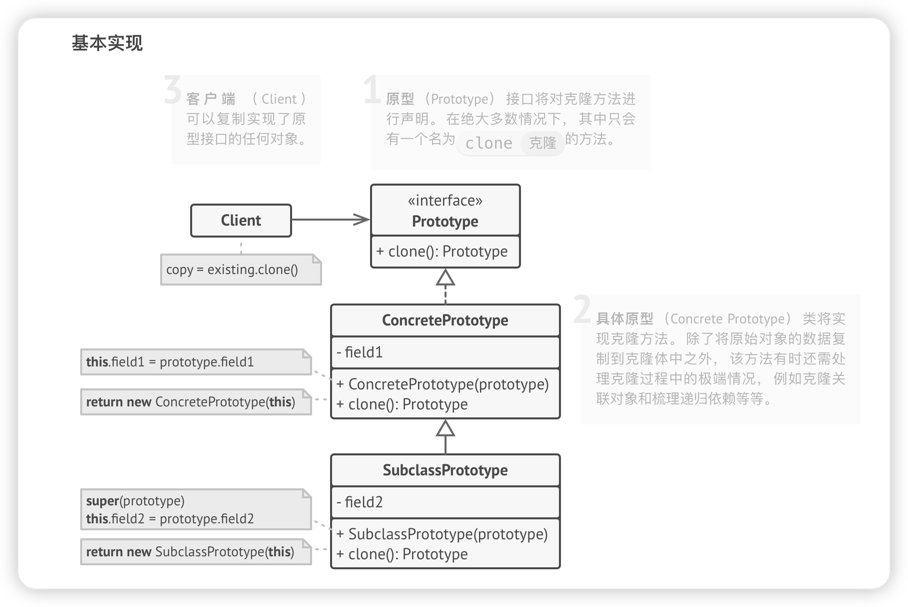 基本实现
3
客户端 （Client）
可以复制实现了原
型接口的任何对象。
1
原型 （Prototype） 接口将对克隆方法进
行声明。 在绝大多数情况下， 其中只会
有一个名为 clone 克隆 的方法。
Client
copy = existing.clone()
«interface»
Prototype
+ clone(): Prototype
2
具体原型 （Concrete Prototype） 类将实
现克隆方法。 除了将原始对象的数据复
制到克隆体中之外， 该方法有时还需处
理克隆过程中的极端情况， 例如克隆关
联对象和梳理递归依赖等等。
ConcretePrototype
- field1
+ ConcretePrototype(prototype)
+ clone(): Prototype
this.field1 = prototype.field1
return new ConcretePrototype(this)
SubclassPrototype
- field2
+ SubclassPrototype(prototype)
+ clone(): Prototype
super(prototype)
this.field2 = prototype.field2
return new SubclassPrototype(this)